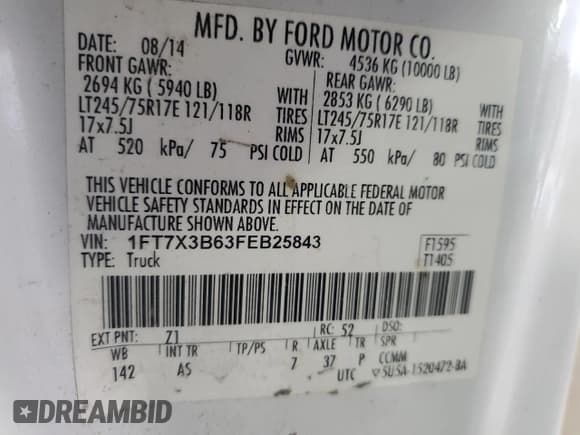 MFD. BY FORD MOTOR CO.
DATE: 08/14 GVWR: 4536 KG (10000 LB)
FRONT GAWR: REAR GAWR:
2694 KG ( 5940 LB) WITH 2853 KG ( 6290 LB) WITH
LT245/75R17E 121/118R TIRES LT245/75R17E 121/118R TIRES
17x7.5J RIMS 17x7.5J RIMS
AT 520 kPa/ 75 PSI COLD AT 550 kPa/ 80 PSI COLD
THIS VEHICLE CONFORMS TO ALL APPLICABLE FEDERAL MOTOR
VEHICLE SAFETY STANDARDS IN EFFECT ON THE DATE OF
MANUFACTURE SHOWN ABOVE.
VIN: 1FT7X3B63FEB25843 F1595
TYPE: Truck T1405
EXT PNT: Z1 RC: 52 DSO:
WB INT TR TP/PS R AXLE TR SPR
142 AS 7 37 P CCMM
UTC ▽5U5A-1520472-BA
DREAMBID